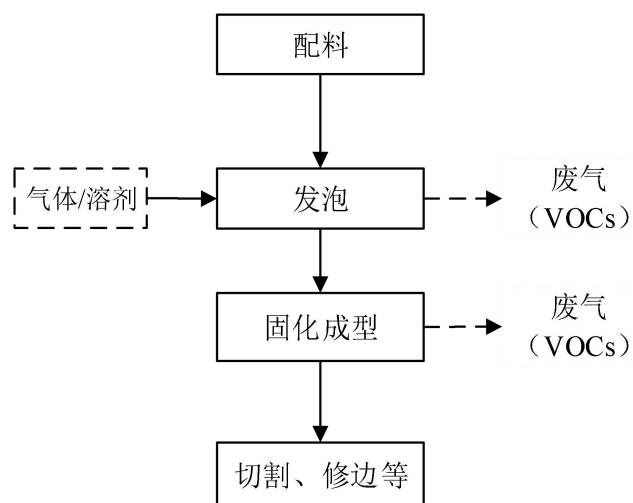 配料
气体/溶剂
发泡
废气
（VOCs）
固化成型
废气
（VOCs）
切割、修边等